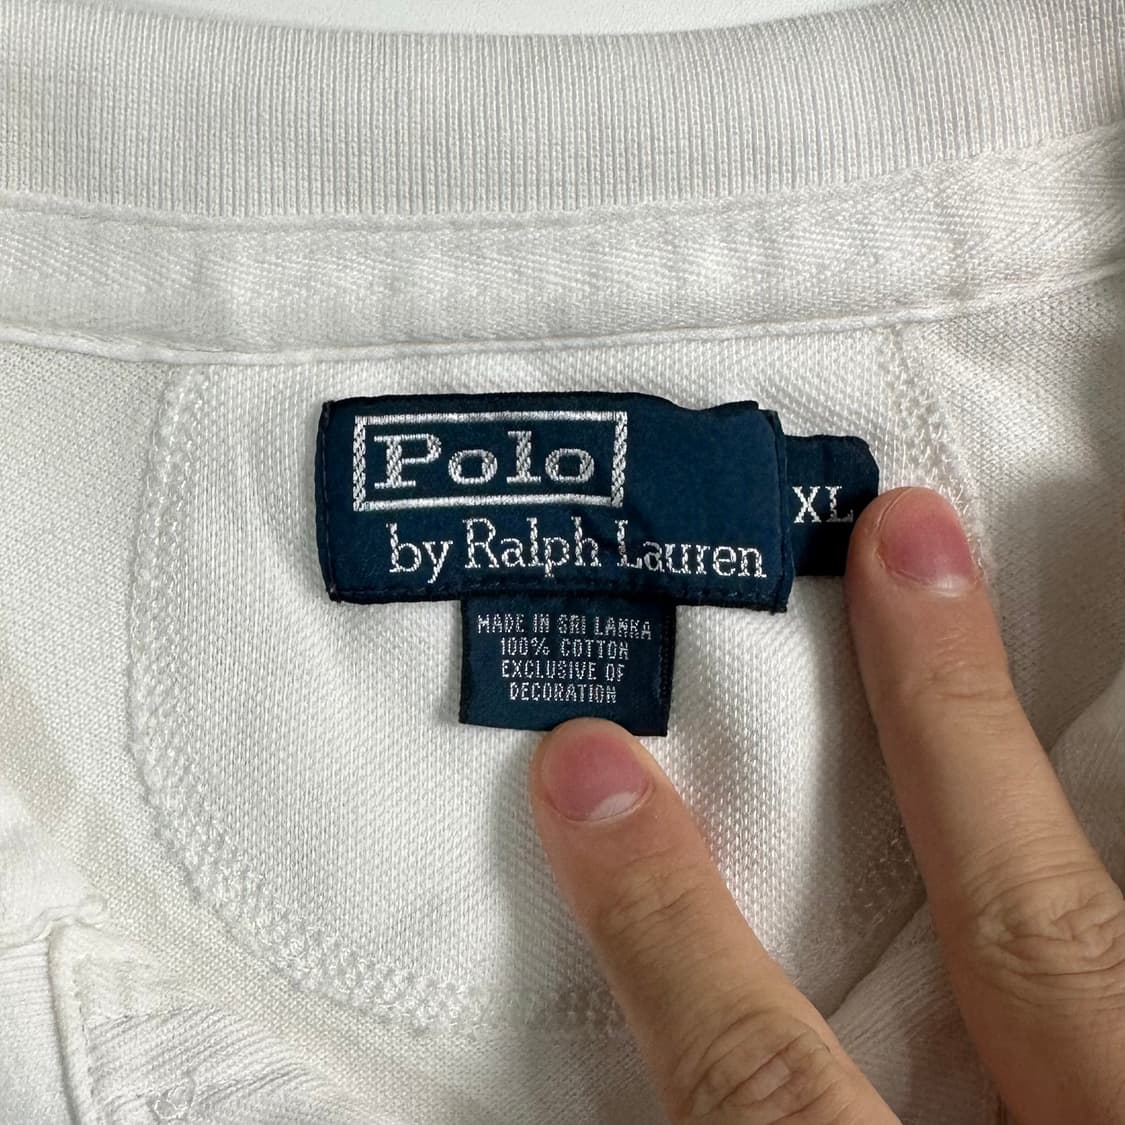 Polo
by Ralph Lauren
XL
MADE IN SRI LANKA
100% COTTON
EXCLUSIVE OF
DECORATION